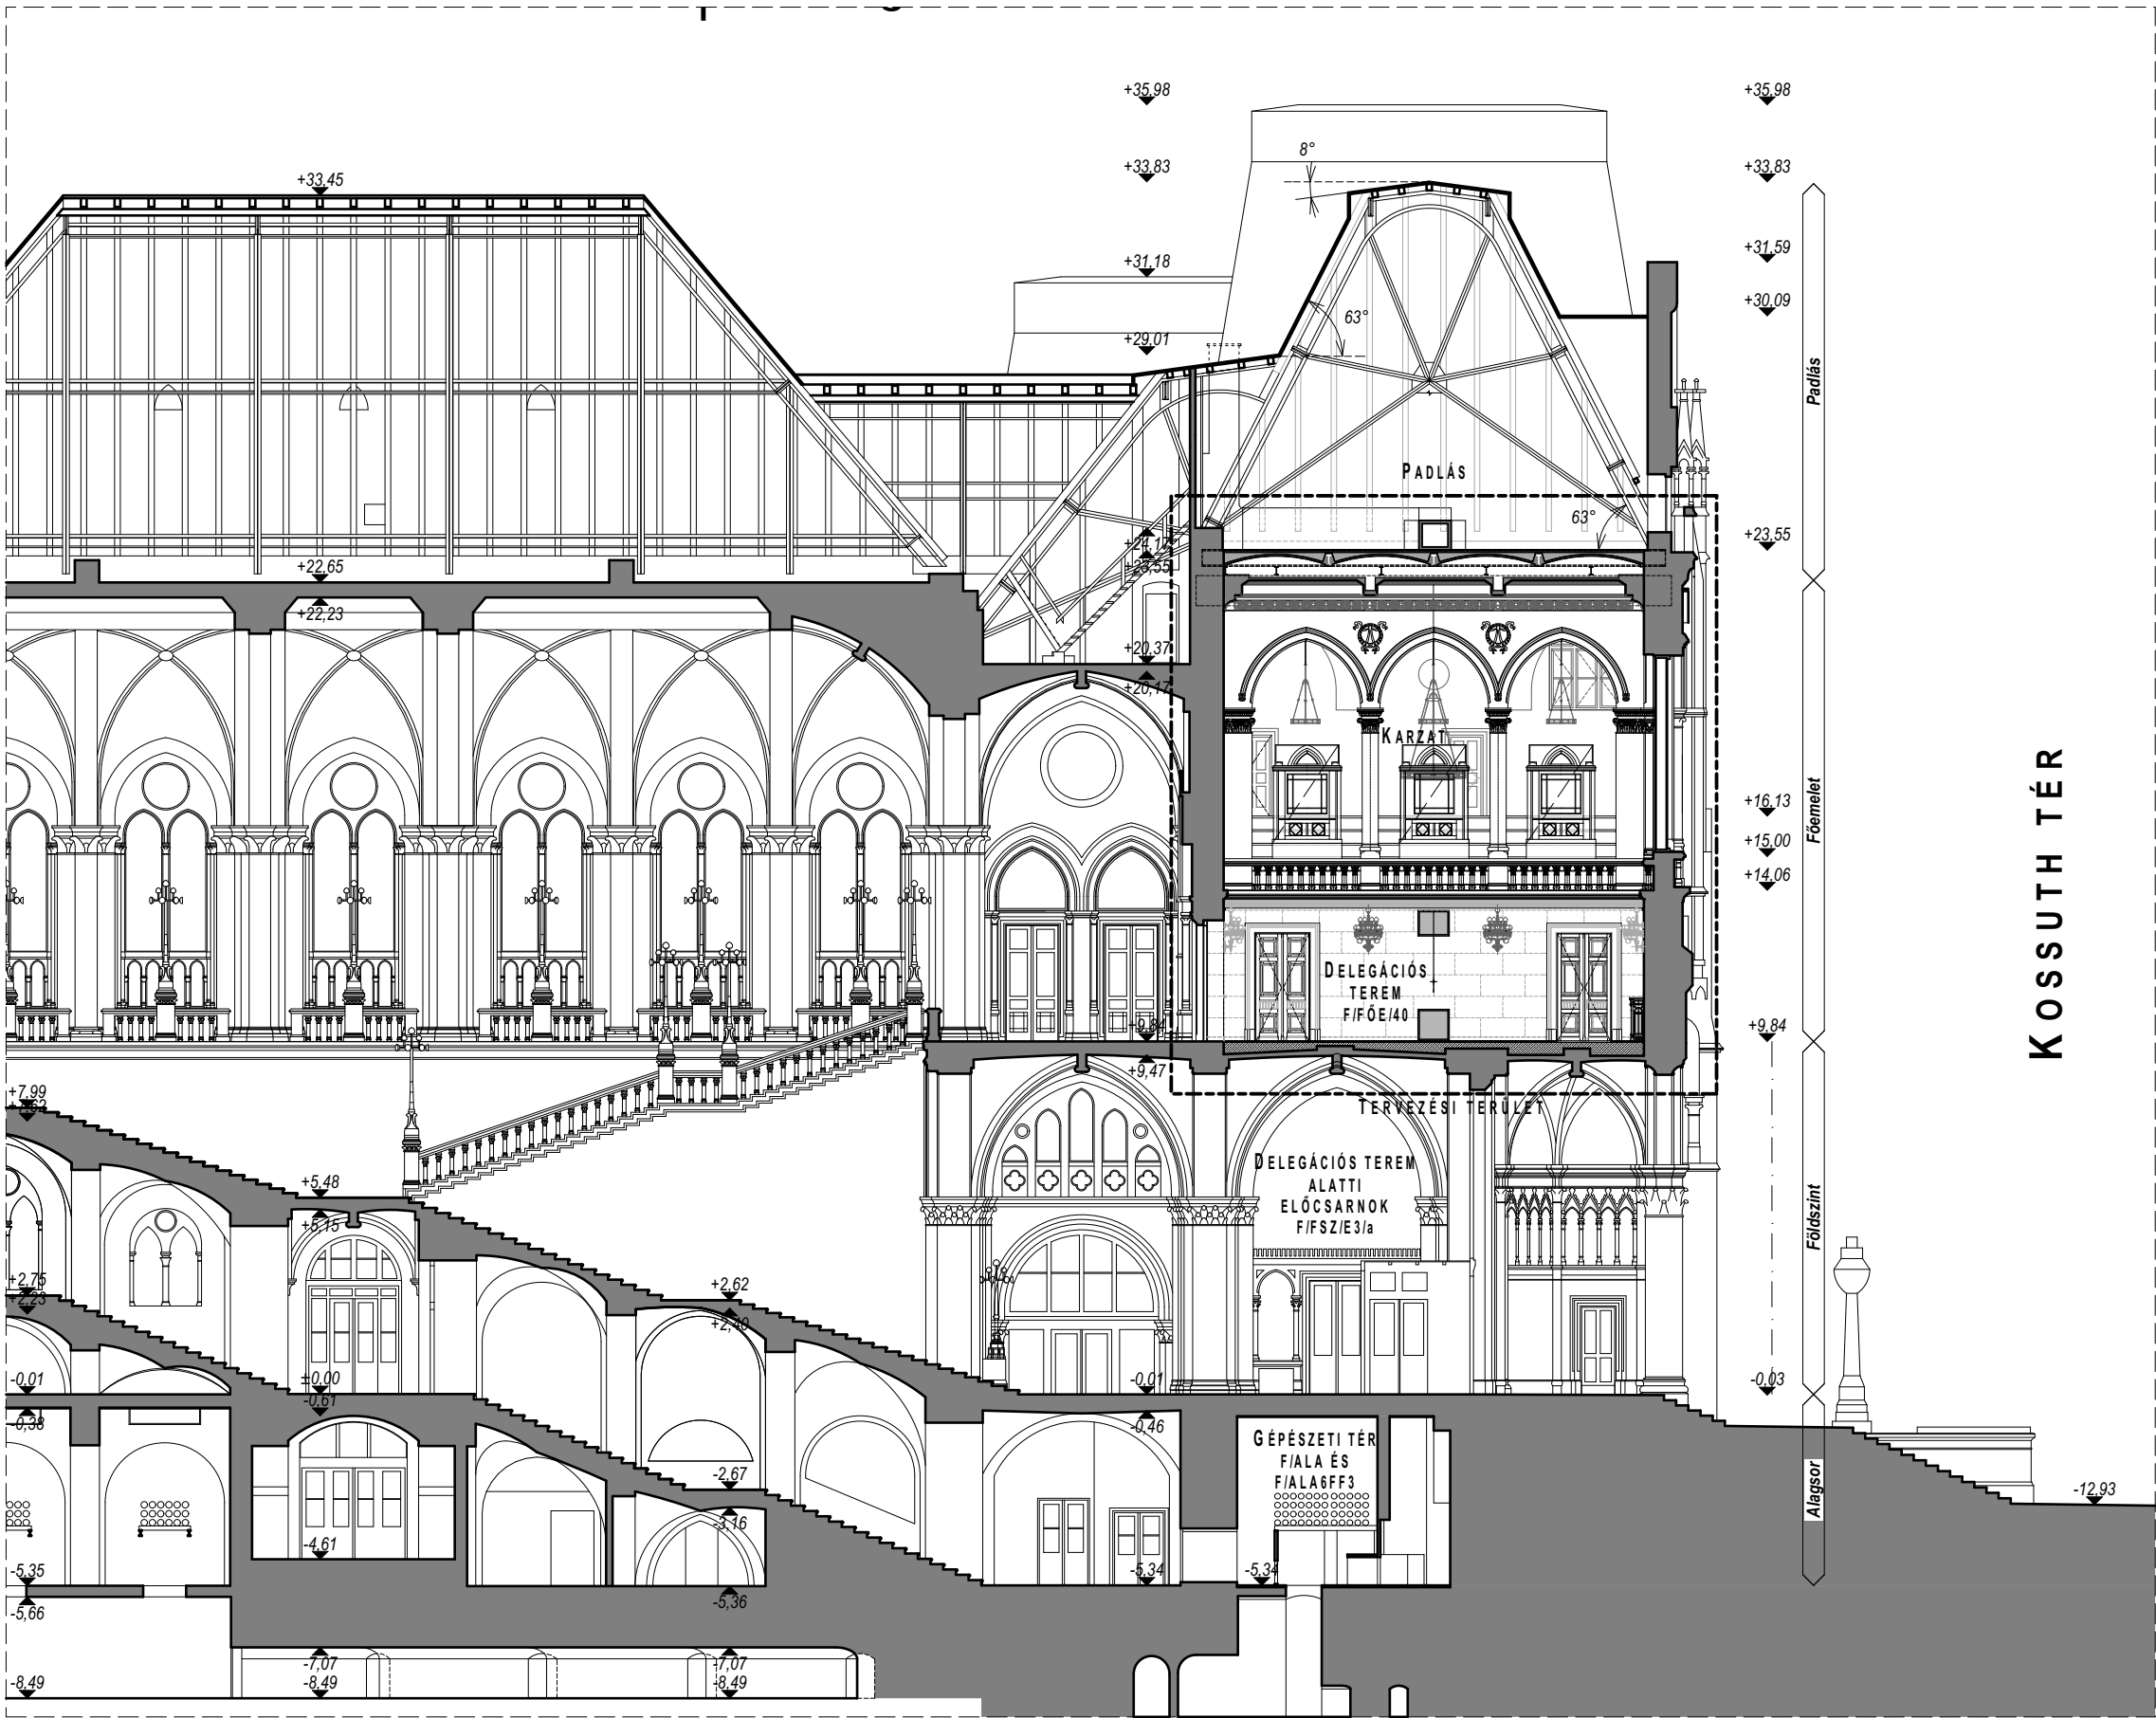 +35,98
+35,98
8°
+33,83
+33,83
+33,45
+31,59
+31,18
+30,09
63°
+29,01
Padlás
PADLÁS
63°
+23,55
+23,55
+22,65
+22,23
+20,37
+20,17
KARZAT
Főemelet
KOSSUTH TÉR
+16,13
+15,00
+14,06
DELEGÁCIÓS
TEREM
F/FŐE/40
+9,84
+9,84
+9,47
+7,99
TERVEZÉSI TERÜLET
DELEGÁCIÓS TEREM
ALATTI
ELŐCSARNOK
F/FSZ/E3/a
Földszint
+5,48
+5,15
+2,75
+2,23
+2,62
+2,40
-0,01
±0,00
-0,01
-0,03
-0,61
-0,38
-0,46
GÉPÉSZETI TÉR
F/ALA ÉS
F/ALA6FF3
Alagsor
-2,67
-3,16
-12,93
-4,61
-5,35
-5,34
-5,34
-5,66
-5,36
-7,07
-7,07
-8,49
-8,49
-8,49